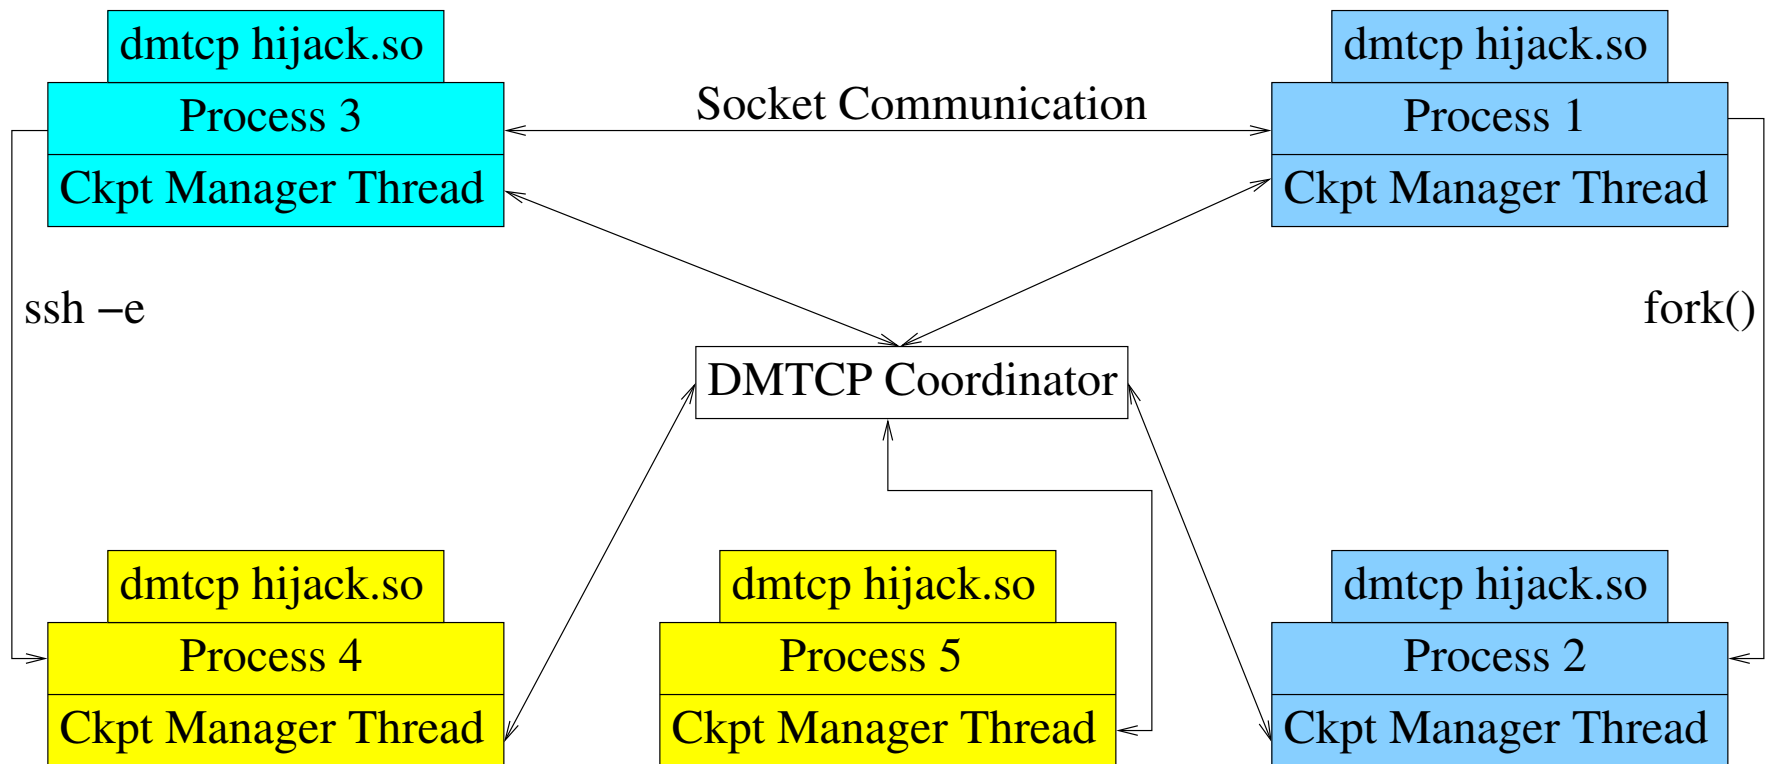 dmtcp hijack.so
Process 3
Ckpt Manager Thread
Socket Communication
dmtcp hijack.so
Process 1
Ckpt Manager Thread
ssh −e
fork()
DMTCP Coordinator
dmtcp hijack.so
Process 4
Ckpt Manager Thread
dmtcp hijack.so
Process 5
Ckpt Manager Thread
dmtcp hijack.so
Process 2
Ckpt Manager Thread